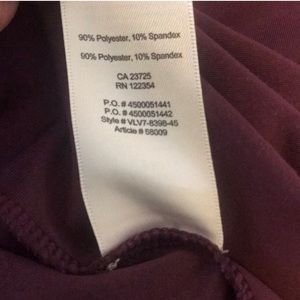 90% Polyester, 10% Spandex
90% Polyester, 10% Spandex
CA 23725
RN 122354
P.O. # 4500051441
P.O. # 4500051442
Style # VLV7-8398-45
Article # 58009